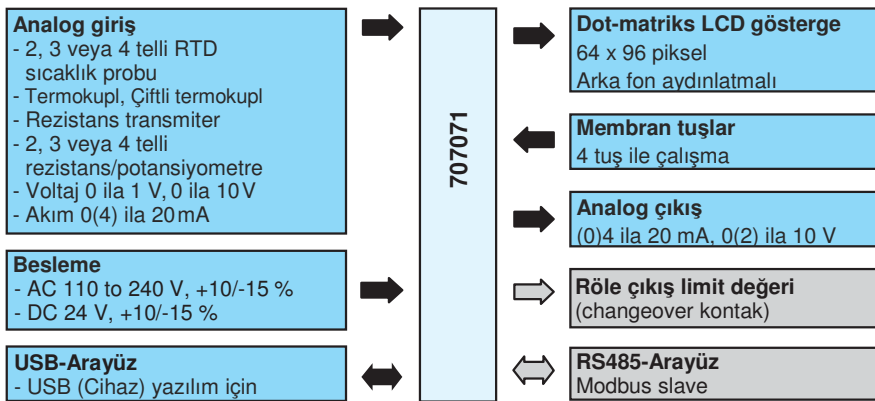 Analog giriş
- 2, 3 veya 4 telli RTD
sıcaklık probu
- Termokupl, Çiftli termokupl
- Rezistans transmiter
- 2, 3 veya 4 telli
rezistans/potansiyometre
- Voltaj 0 ila 1 V, 0 ila 10 V
- Akım 0(4) ila 20 mA
Besleme
- AC 110 to 240 V, +10/-15 %
- DC 24 V, +10/-15 %
USB-Arayüz
- USB (Cihaz) yazılım için
707071
Dot-matriks LCD gösterge
64 x 96 piksel
Arka fon aydınlatmalı
Membran tuşlar
4 tuş ile çalışma
Analog çıkış
(0)4 ila 20 mA, 0(2) ila 10 V
Röle çıkış limit değeri
(changeover kontak)
RS485-Arayüz
Modbus slave